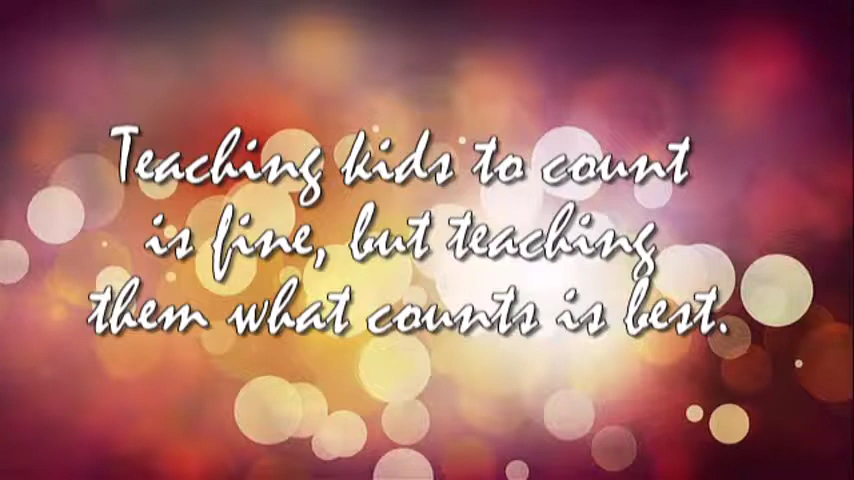 Teaching kids to count
is fine, but teaching
them what counts is best.